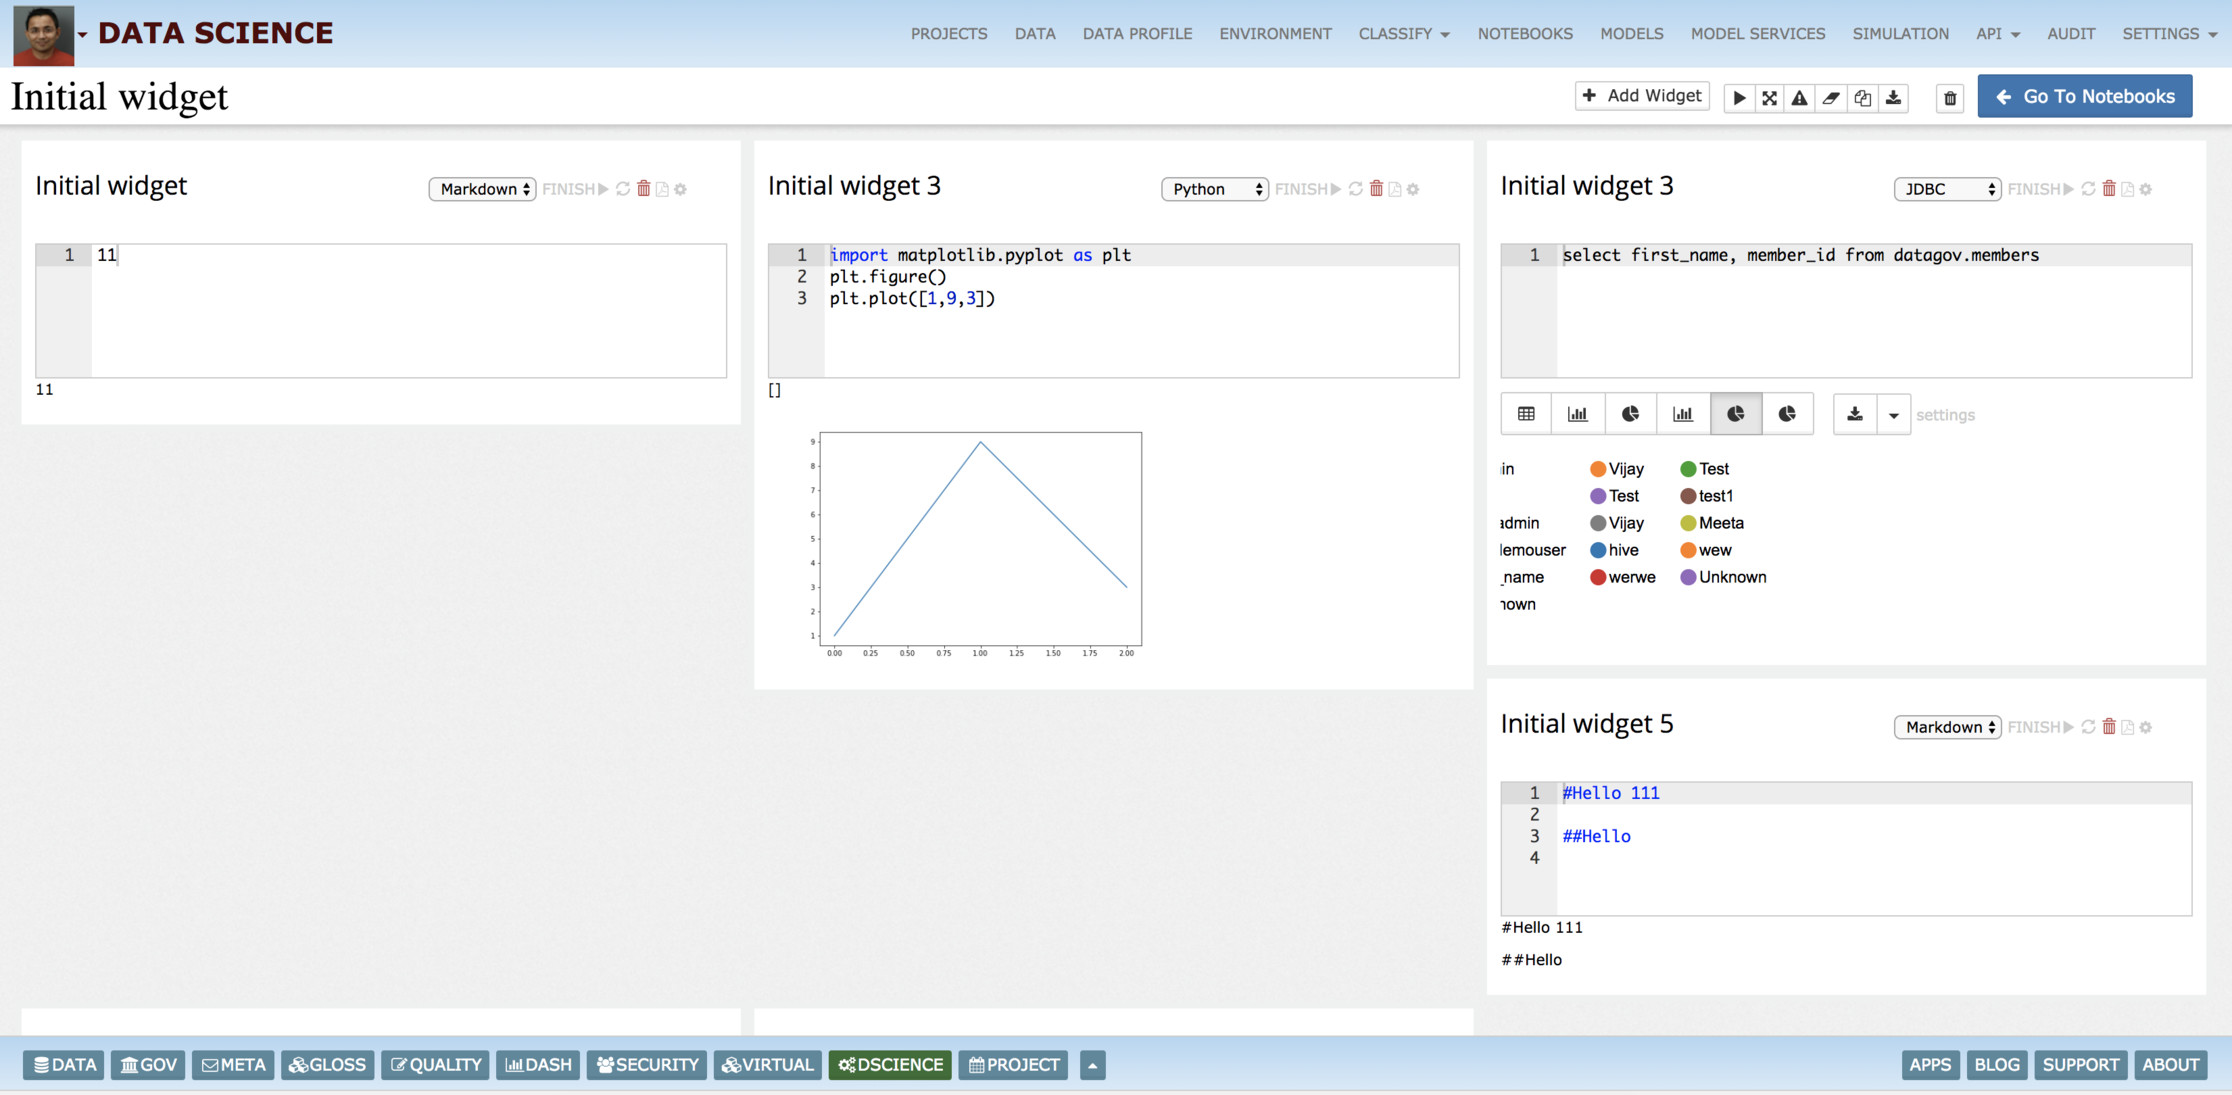 DATA SCIENCE
PROJECTS DATA DATA PROFILE ENVIRONMENT CLASSIFY NOTEBOOKS MODELS MODEL SERVICES SIMULATION API AUDIT SETTINGS
Initial widget
+ Add Widget
Go To Notebooks
Initial widget
Markdown FINISH
1 11
11
Initial widget 3
Python FINISH
1 import matplotlib.pyplot as plt
2 plt.figure()
3 plt.plot([1,9,3])
[]
9
8
7
6
5
4
3
2
1
0.00 0.25 0.50 0.75 1.00 1.25 1.50 1.75 2.00
Initial widget 3
JDBC FINISH
1 select first_name, member_id from datagov.members
settings
in Vijay Test
Test test1
admin Vijay Meeta
lemouser hive wew
_name werwe Unknown
nown
Initial widget 5
Markdown FINISH
1 #Hello 111
2
3 ##Hello
4
#Hello 111
##Hello
DATA GOV META GLOSS QUALITY DASH SECURITY VIRTUAL DSCIENCE PROJECT
APPS BLOG SUPPORT ABOUT